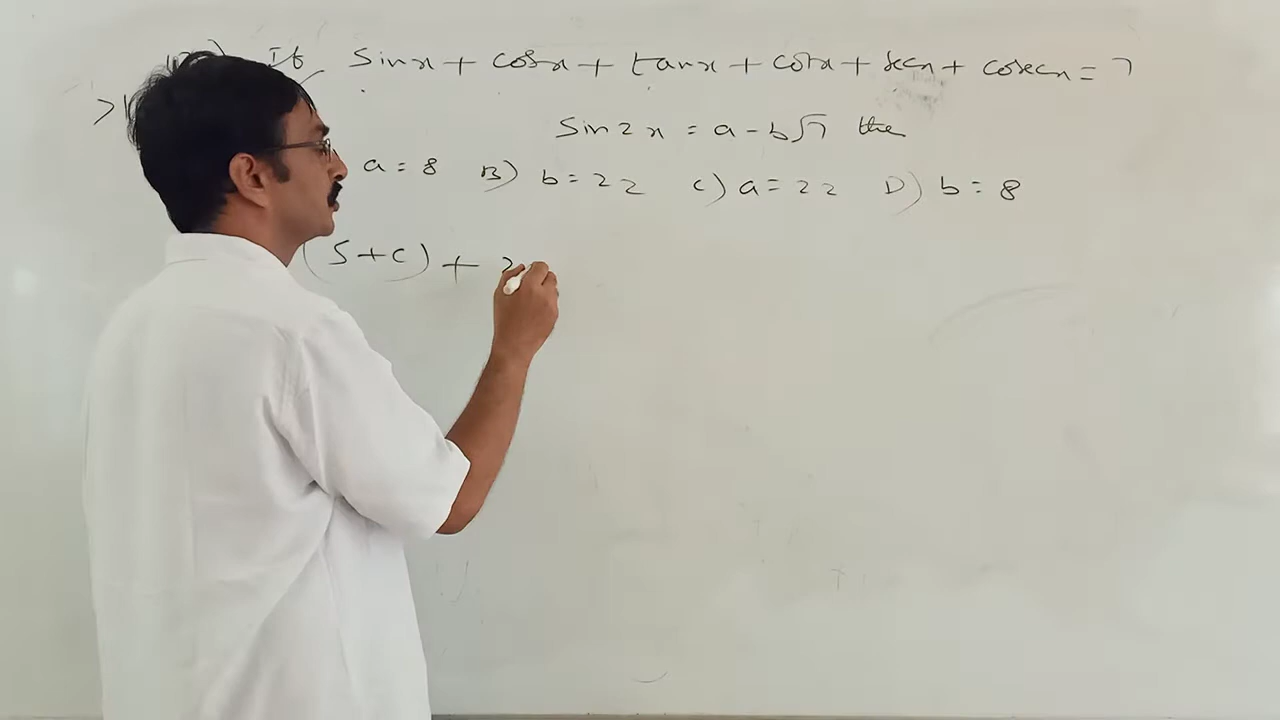 If sinx + cosx + tanx + cotx + secx + cosecx = 7
sin 2x = a - b√7 the
a = 8 B) b = 22 C) a = 22 D) b = 8
(S + C) +